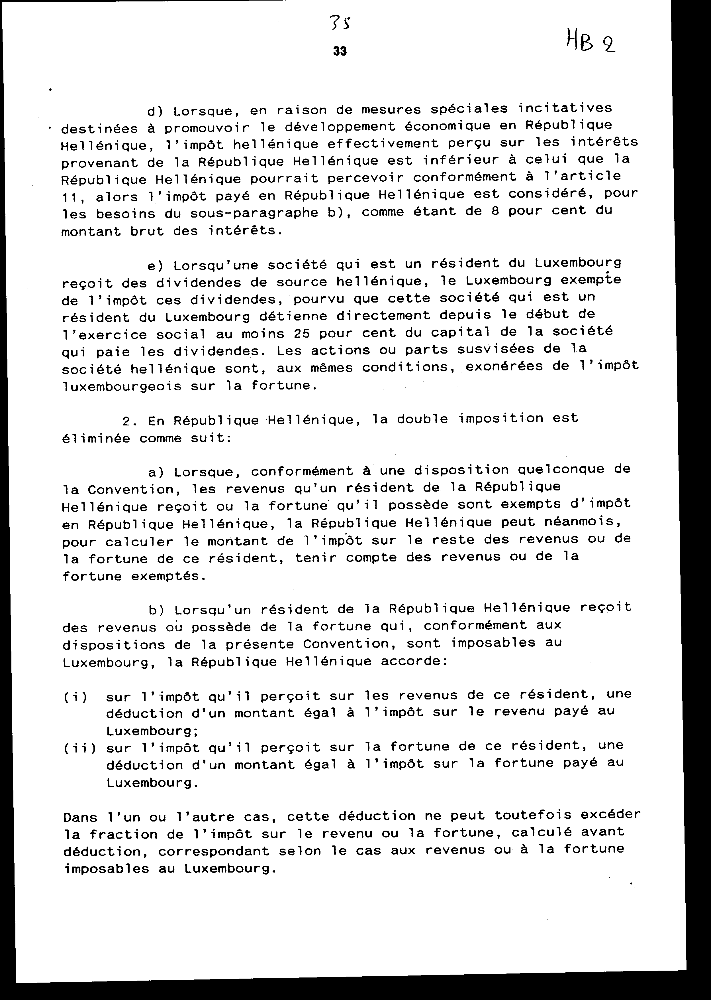 35
HB 2
33
d) Lorsque, en raison de mesures spéciales incitatives
destinées à promouvoir le développement économique en République
Hellénique, l'impôt hellénique effectivement perçu sur les intérêts
provenant de la République Hellénique est inférieur à celui que la
République Hellénique pourrait percevoir conformément à l'article
11, alors l'impôt payé en République Hellénique est considéré, pour
les besoins du sous-paragraphe b), comme étant de 8 pour cent du
montant brut des intérêts.
e) Lorsqu'une société qui est un résident du Luxembourg
reçoit des dividendes de source hellénique, le Luxembourg exempte
de l'impôt ces dividendes, pourvu que cette société qui est un
résident du Luxembourg détienne directement depuis le début de
l'exercice social au moins 25 pour cent du capital de la société
qui paie les dividendes. Les actions ou parts susvisées de la
société hellénique sont, aux mêmes conditions, exonérées de l'impôt
luxembourgeois sur la fortune.
2. En République Hellénique, la double imposition est
éliminée comme suit:
a) Lorsque, conformément à une disposition quelconque de
la Convention, les revenus qu'un résident de la République
Hellénique reçoit ou la fortune qu'il possède sont exempts d'impôt
en République Hellénique, la République Hellénique peut néanmois,
pour calculer le montant de l'impôt sur le reste des revenus ou de
la fortune de ce résident, tenir compte des revenus ou de la
fortune exemptés.
b) Lorsqu'un résident de la République Hellénique reçoit
des revenus ou possède de la fortune qui, conformément aux
dispositions de la présente Convention, sont imposables au
Luxembourg, la République Hellénique accorde:
(i) sur l'impôt qu'il perçoit sur les revenus de ce résident, une
déduction d'un montant égal à l'impôt sur le revenu payé au
Luxembourg;
(ii) sur l'impôt qu'il perçoit sur la fortune de ce résident, une
déduction d'un montant égal à l'impôt sur la fortune payé au
Luxembourg.
Dans l'un ou l'autre cas, cette déduction ne peut toutefois excéder
la fraction de l'impôt sur le revenu ou la fortune, calculé avant
déduction, correspondant selon le cas aux revenus ou à la fortune
imposables au Luxembourg.